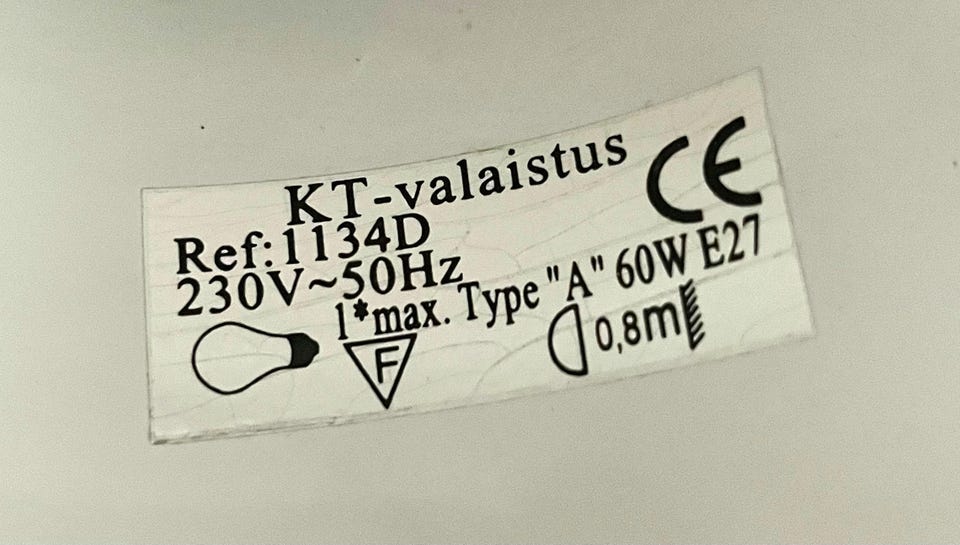 KT-valaistus CE
Ref:1134D
230V~50Hz
1*max. Type "A" 60W E27
F
0,8m